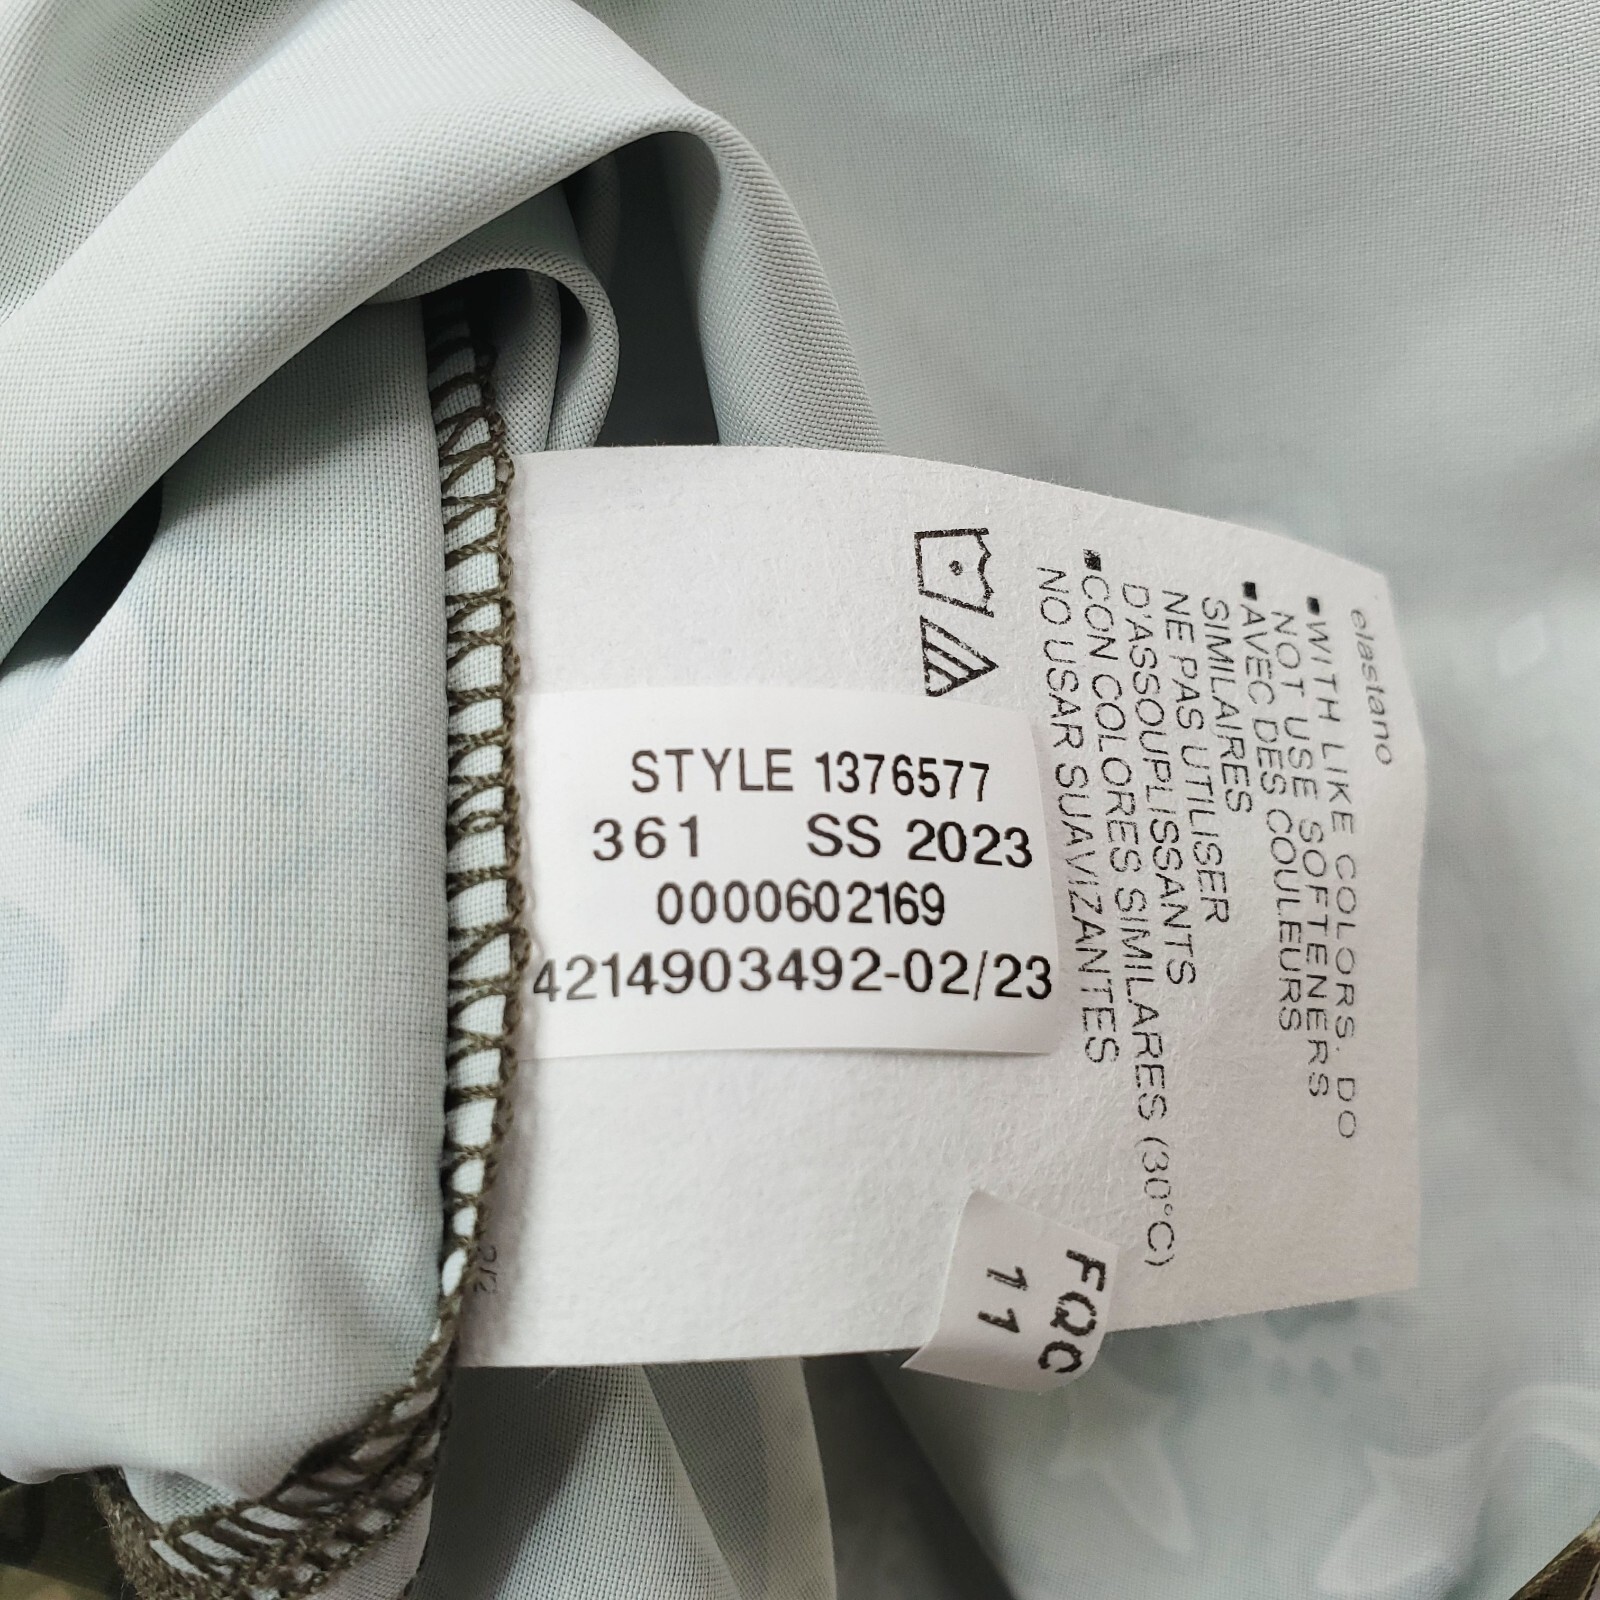 STYLE 1376577
361 SS 2023
0000602169
4214903492-02/23
elastano
▪WITH LIKE COLORS. DO
NOT USE SOFTENERS
▪AVEC DES COULEURS
SIMILAIRES
NE PAS UTILISER
D'ASSOUPLISSANTS
▪CON COLORES SIMILARES (30°C)
NO USAR SUAVIZANTES
FQC
11